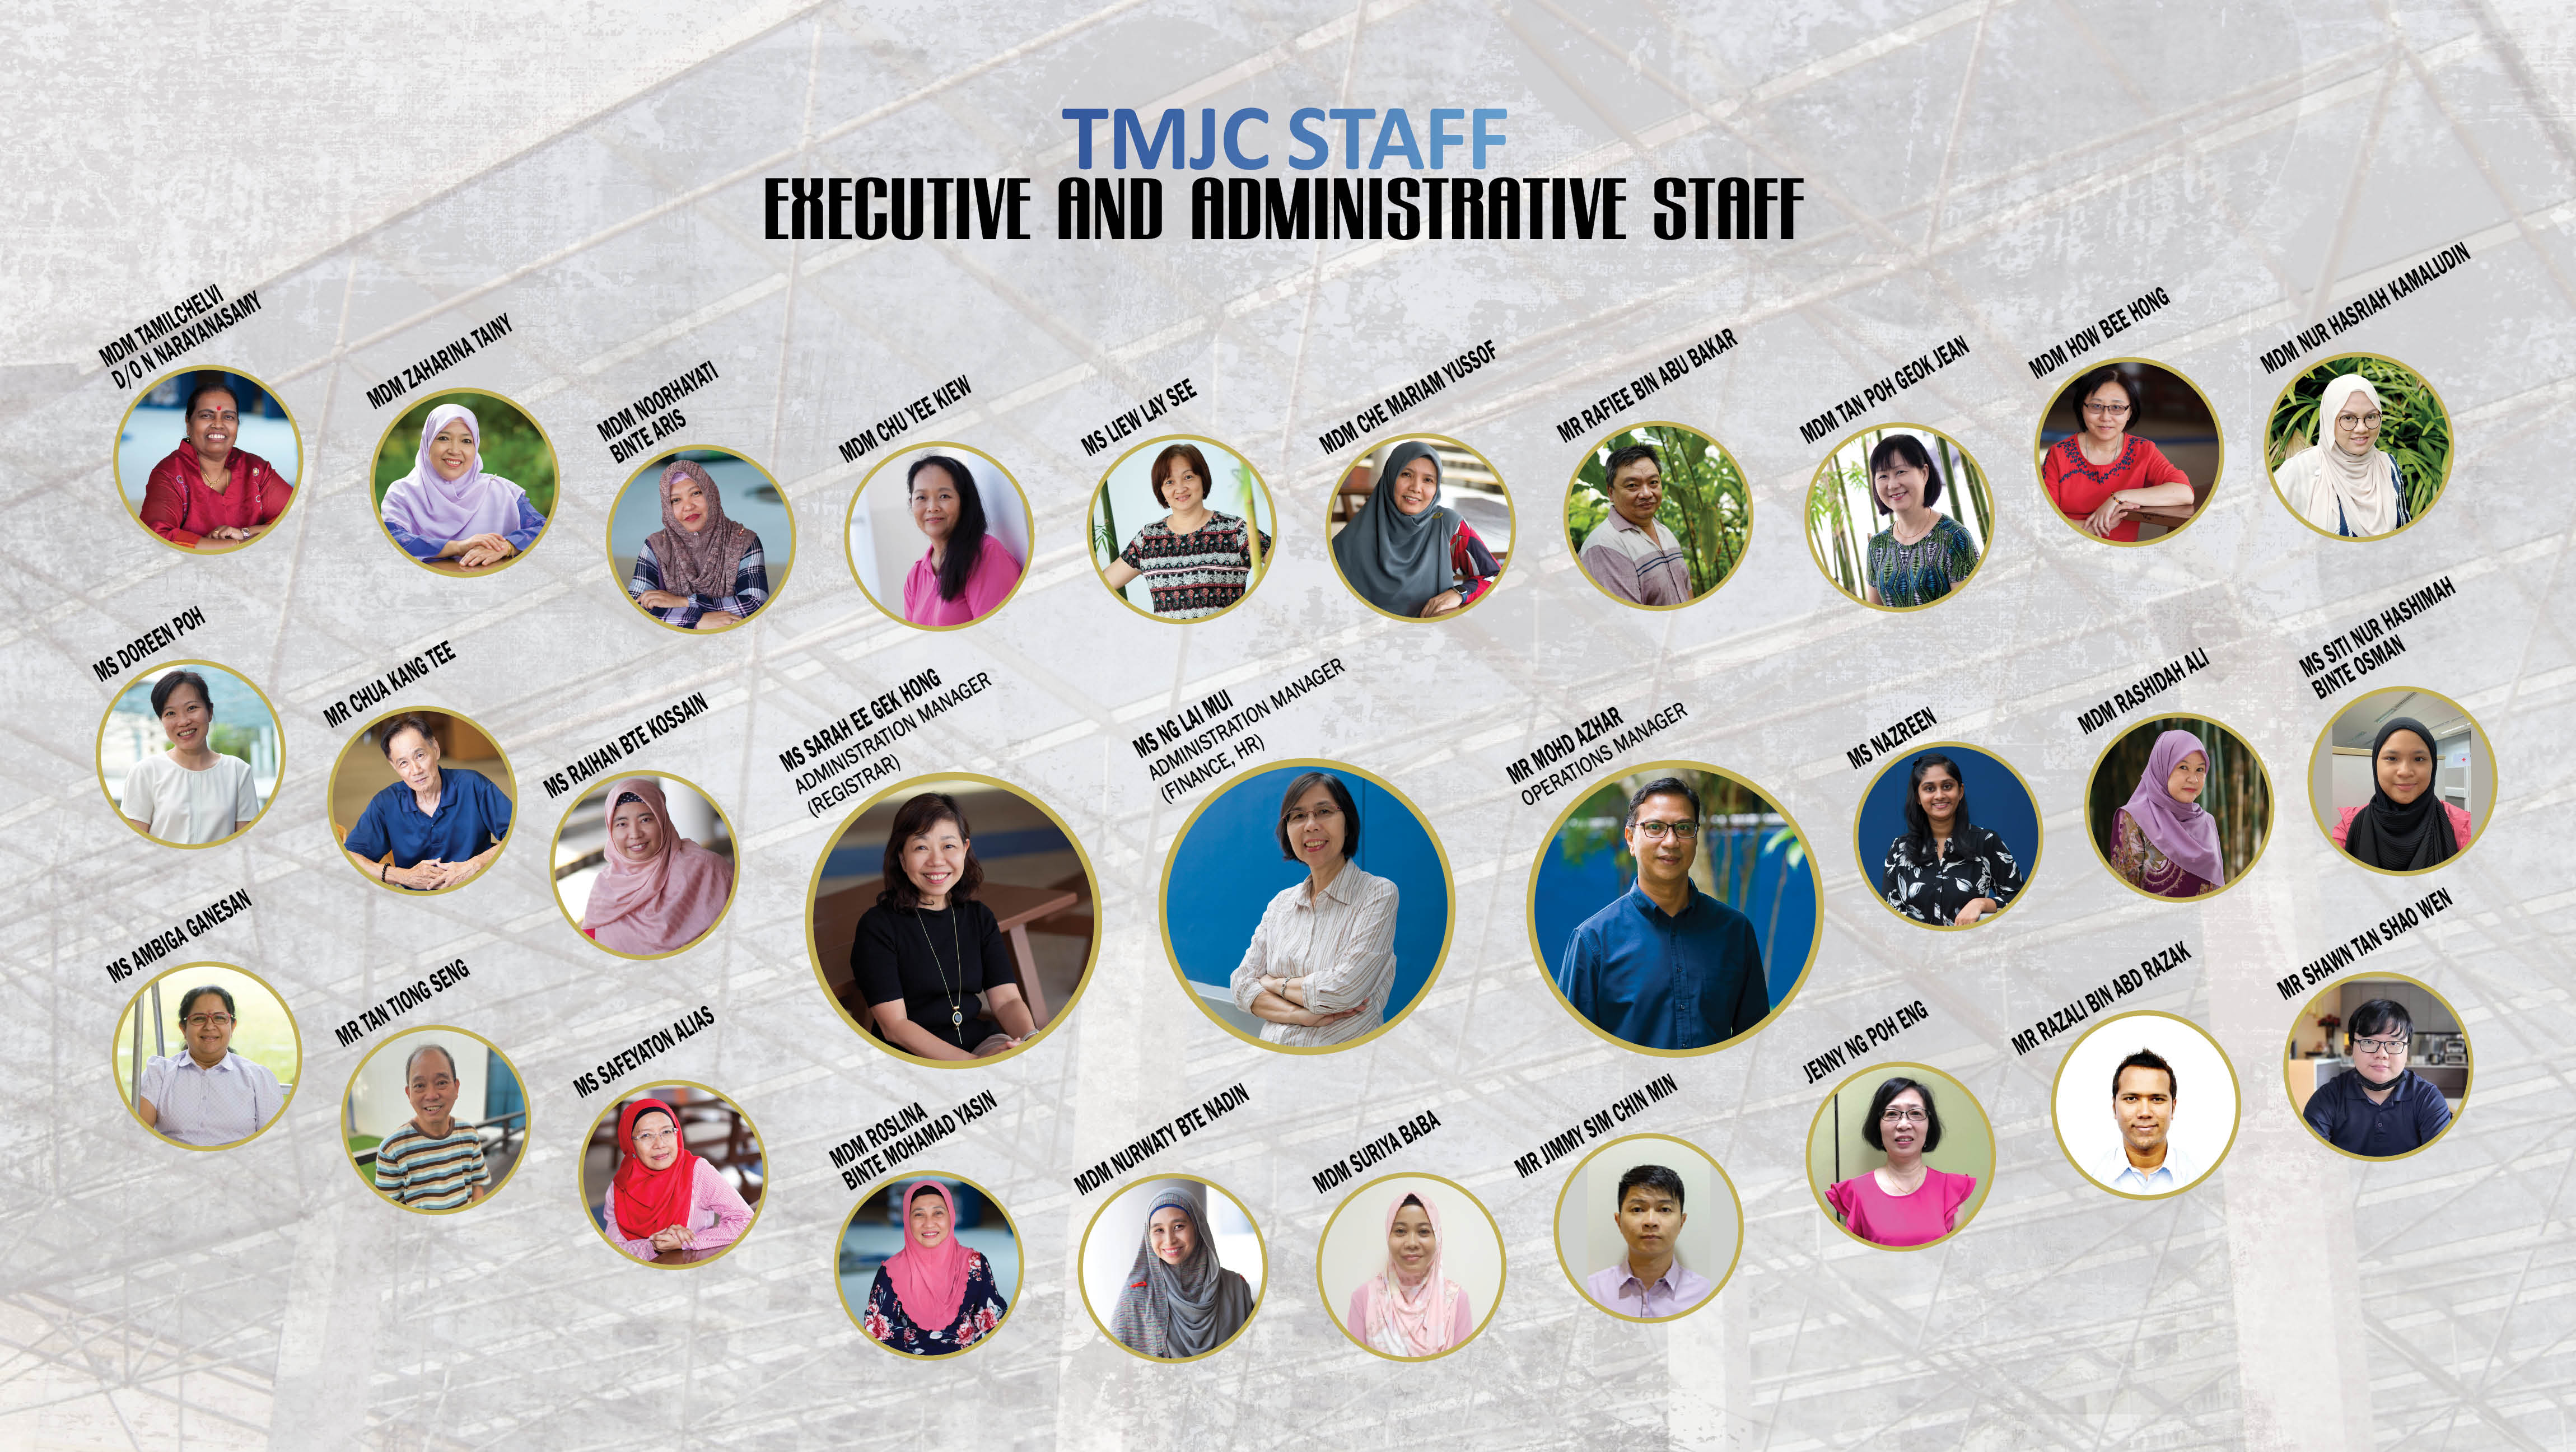 TMJC STAFF
EXECUTIVE AND ADMINISTRATIVE STAFF
MDM TAMILCHELVI
D/O N NARAYANASAMY
MDM ZAHARINA TAINY
MDM NOORHAYATI
BINTE ARIS
MDM CHU YEE KIEW
MS LIEW LAY SEE
MDM CHE MARIAM YUSSOF
MR RAFIEE BIN ABU BAKAR
MDM TAN POH GEOK JEAN
MDM HOW BEE HONG
MDM NUR HASRIAH KAMALUDIN
MS DOREEN POH
MR CHUA KANG TEE
MS RAIHAN BTE KOSSAIN
MS SARAH EE GEK HONG
ADMINISTRATION MANAGER
(REGISTRAR)
MS NG LAI MUI
ADMINISTRATION MANAGER
(FINANCE, HR)
MR MOHD AZHAR
OPERATIONS MANAGER
MS NAZREEN
MDM RASHIDAH ALI
MS SITI NUR HASHIMAH
BINTE OSMAN
MS AMBIGA GANESAN
MR TAN TIONG SENG
MS SAFEYATON ALIAS
MDM ROSLINA
BINTE MOHAMAD YASIN
MDM NURWATY BTE NADIN
MDM SURIYA BABA
MR JIMMY SIM CHIN MIN
JENNY NG POH ENG
MR RAZALI BIN ABD RAZAK
MR SHAWN TAN SHAO WEN